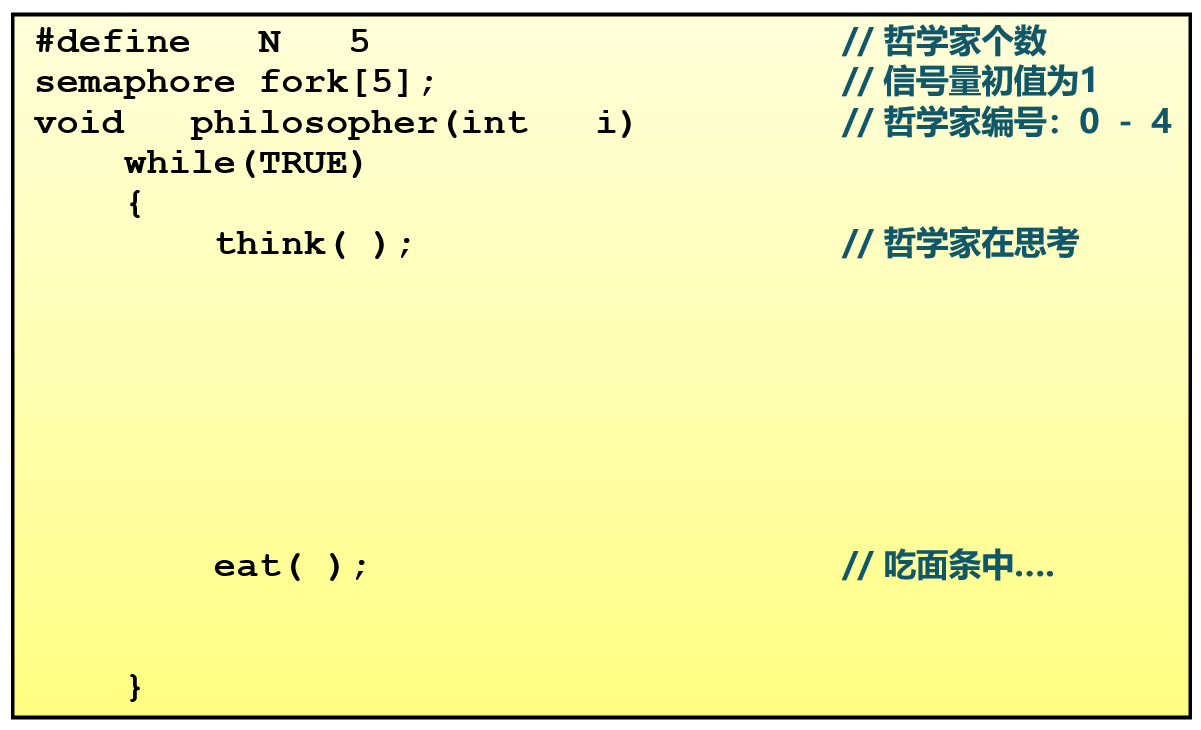 #define   N   5   // 哲学家个数
semaphore fork[5];   // 信号量初值为1
void   philosopher(int   i)   // 哲学家编号：0 - 4
while(TRUE)
{
think( );   // 哲学家在思考
eat( );   // 吃面条中....
}